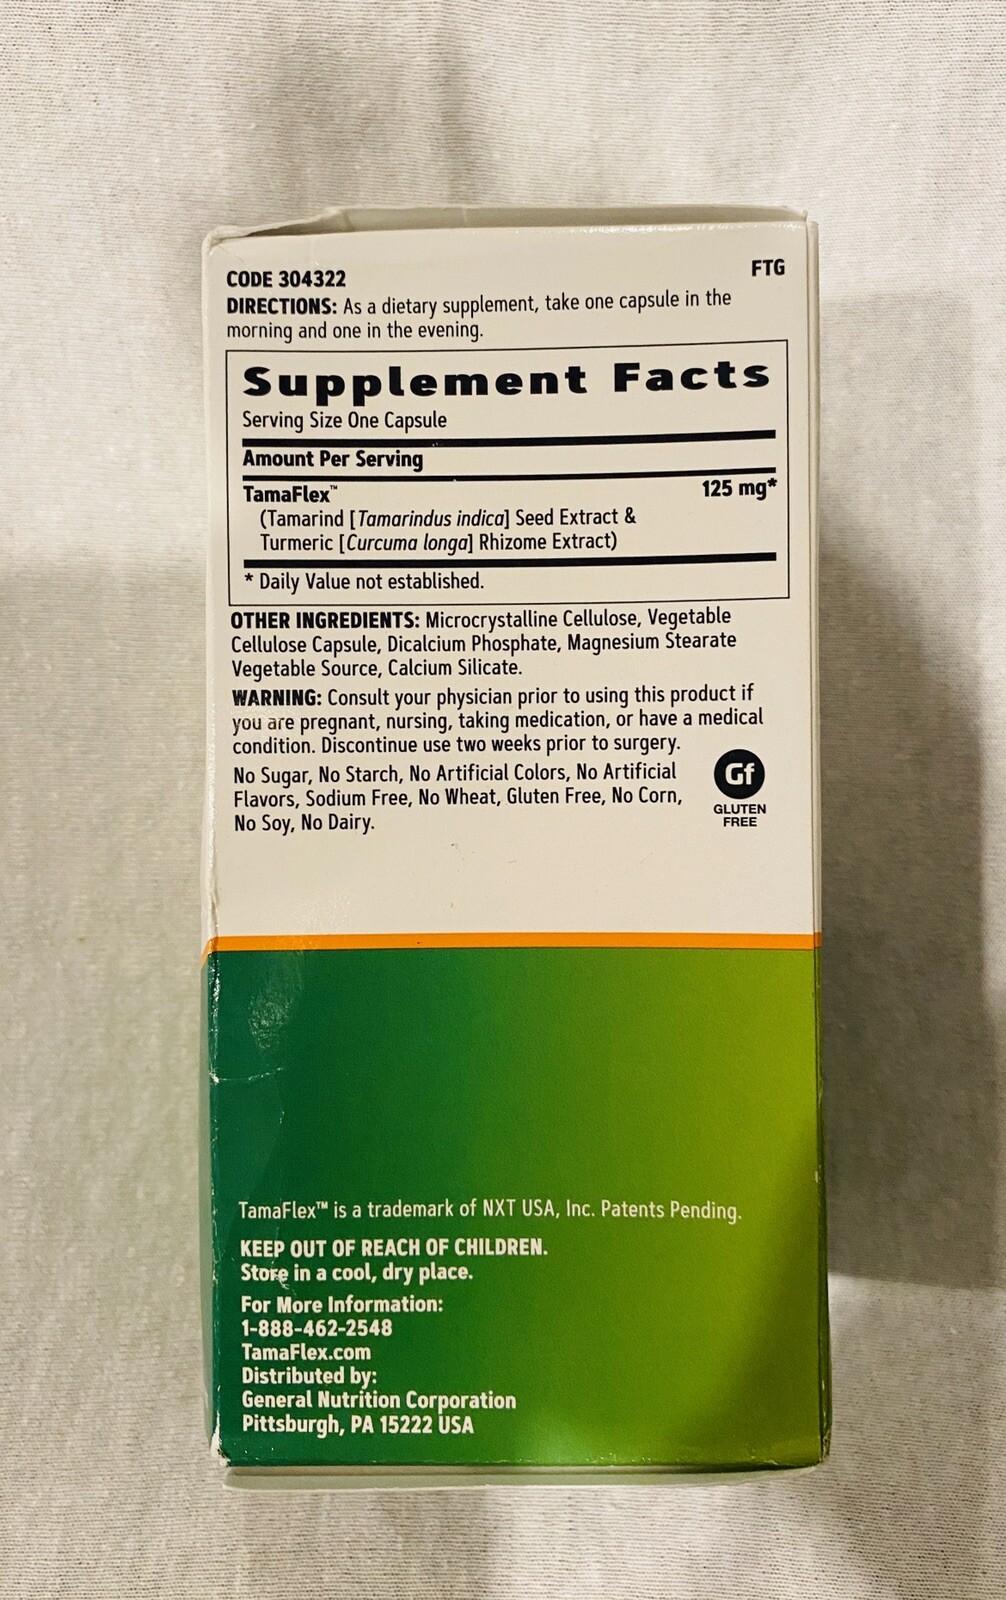 CODE 304322
FTG
DIRECTIONS: As a dietary supplement, take one capsule in the
morning and one in the evening.
Supplement Facts
Serving Size One Capsule
Amount Per Serving
TamaFlex™ 125 mg*
(Tamarind [Tamarindus indica] Seed Extract &
Turmeric [Curcuma longa] Rhizome Extract)
* Daily Value not established.
OTHER INGREDIENTS: Microcrystalline Cellulose, Vegetable
Cellulose Capsule, Dicalcium Phosphate, Magnesium Stearate
Vegetable Source, Calcium Silicate.
WARNING: Consult your physician prior to using this product if
you are pregnant, nursing, taking medication, or have a medical
condition. Discontinue use two weeks prior to surgery.
No Sugar, No Starch, No Artificial Colors, No Artificial
Flavors, Sodium Free, No Wheat, Gluten Free, No Corn,
No Soy, No Dairy.
Gf
GLUTEN
FREE
TamaFlex™ is a trademark of NXT USA, Inc. Patents Pending.
KEEP OUT OF REACH OF CHILDREN.
Store in a cool, dry place.
For More Information:
1-888-462-2548
TamaFlex.com
Distributed by:
General Nutrition Corporation
Pittsburgh, PA 15222 USA